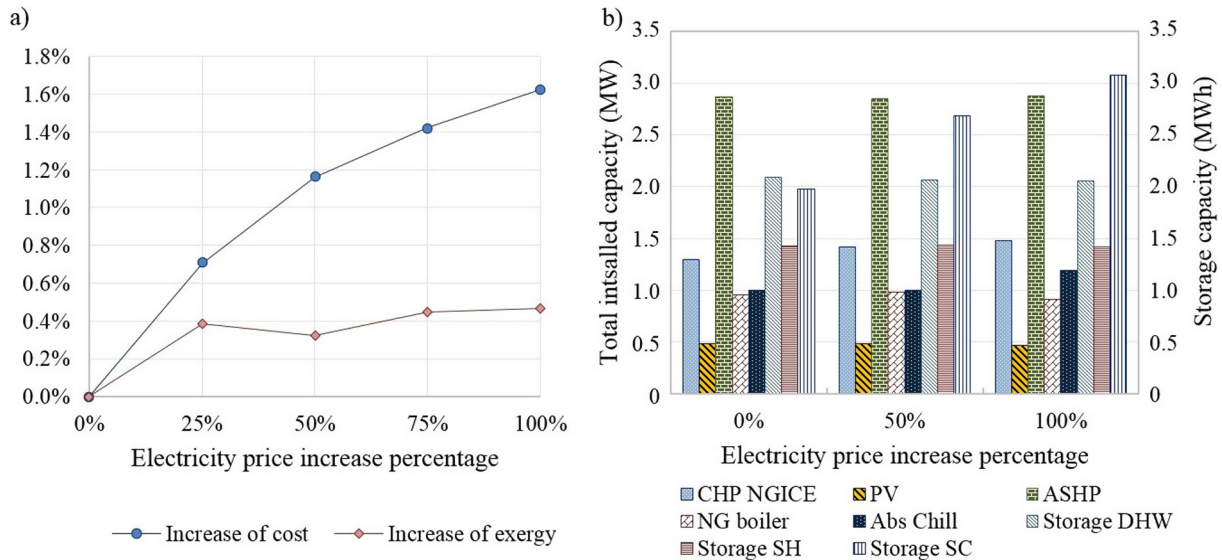 a)
1.8%
1.6%
1.4%
1.2%
1.0%
0.8%
0.6%
0.4%
0.2%
0.0%
0% 25% 50% 75% 100%
Electricity price increase percentage
Increase of cost Increase of exergy
b)
Total intsalled capacity (MW)
3.5
3.0
2.5
2.0
1.5
1.0
0.5
0
3.5
3.0
2.5
2.0
1.5
1.0
0.5
0
Storage capacity (MWh)
0% 50% 100%
Electricity price increase percentage
CHP NGICE PV ASHP
NG boiler Abs Chill Storage DHW
Storage SH Storage SC